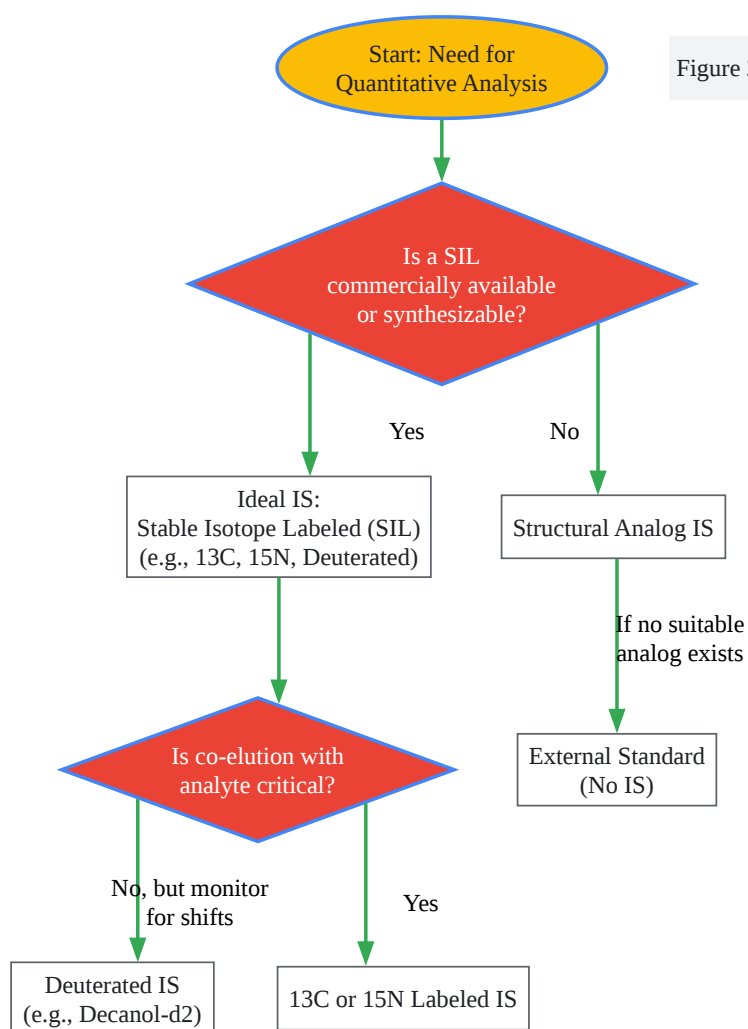 Start: Need for
Quantitative Analysis
Figure
Is a SIL
commercially available
or synthesizable?
Yes
No
Ideal IS:
Stable Isotope Labeled (SIL)
(e.g., 13C, 15N, Deuterated)
Structural Analog IS
If no suitable
analog exists
Is co-elution with
analyte critical?
External Standard
(No IS)
No, but monitor
for shifts
Yes
Deuterated IS
(e.g., Decanol-d2)
13C or 15N Labeled IS